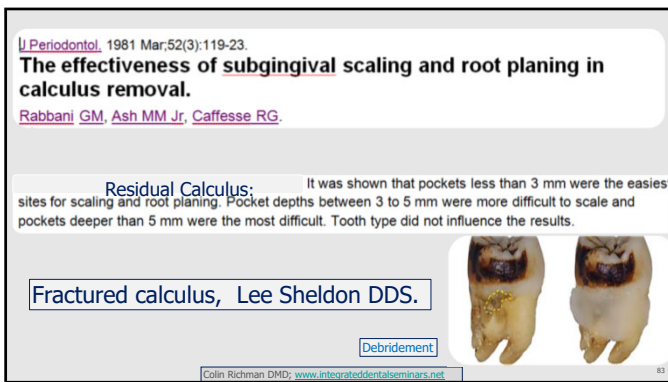 J Periodontol. 1981 Mar;52(3):119-23.
The effectiveness of subgingival scaling and root planing in
calculus removal.
Rabbani GM, Ash MM Jr, Caffesse RG.
Residual Calculus: It was shown that pockets less than 3 mm were the easies
sites for scaling and root planing. Pocket depths between 3 to 5 mm were more difficult to scale and
pockets deeper than 5 mm were the most difficult. Tooth type did not influence the results.
Fractured calculus, Lee Sheldon DDS.
Debridement
Colin Richman DMD; www.integrateddentalseminars.net
83